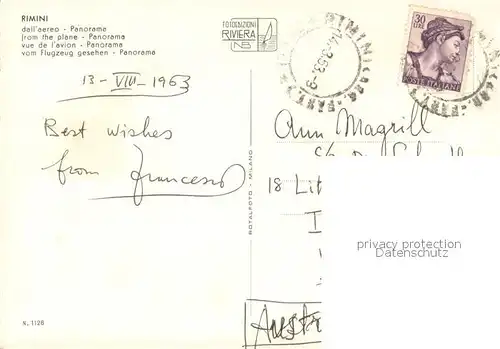 RIMINI
dall'aereo - Panorama
from the plane - Panorama
vue de l'avion - Panorama
vom Flugzeug gesehen - Panorama
FOTOEDIZIONI
RIVIERA
NB
RIMINI
30
POSTE ITALIANE
13-VIII-1963
Best wishes
from Francesco
Ann Magrill
18 Lit
ROTALFOTO - MILANO
privacy protection
Datenschutz
N. 1128